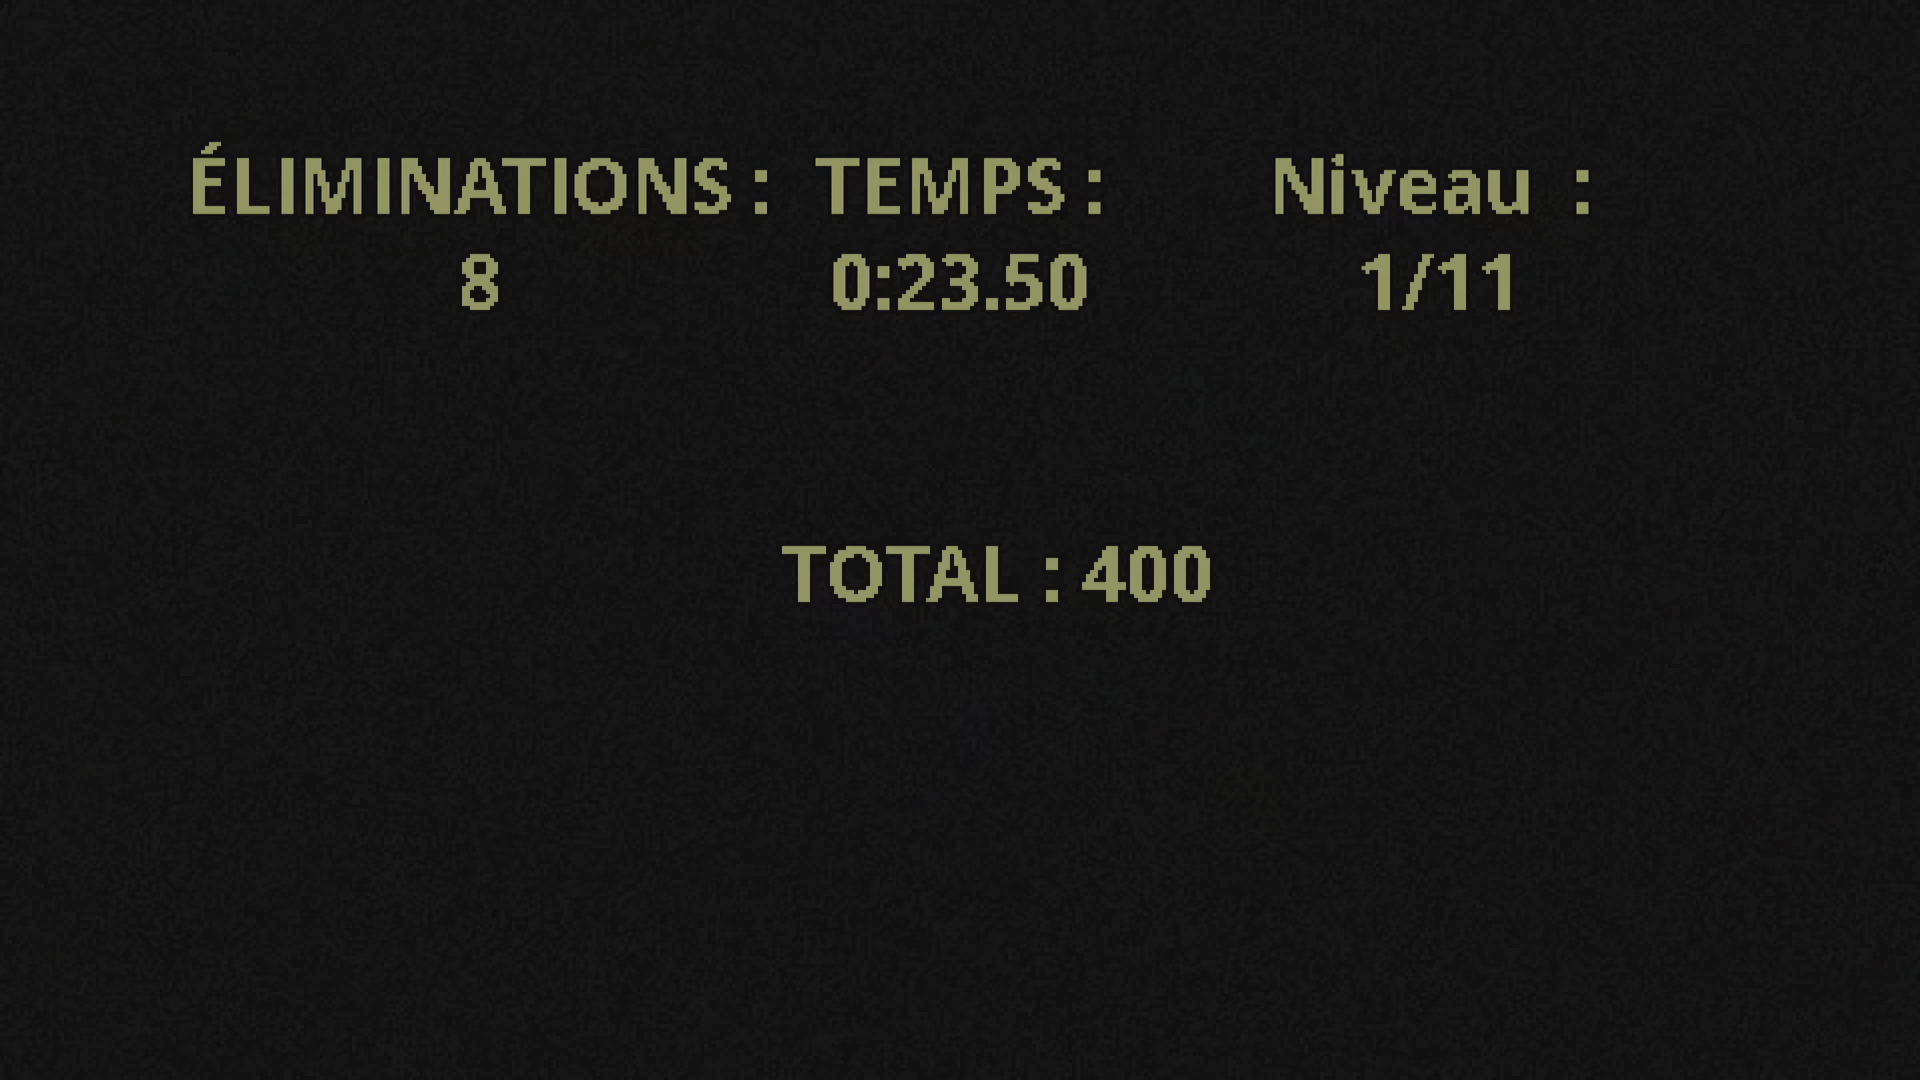 ÉLIMINATIONS : TEMPS : Niveau :
8 0:23.50 1/11
TOTAL : 400